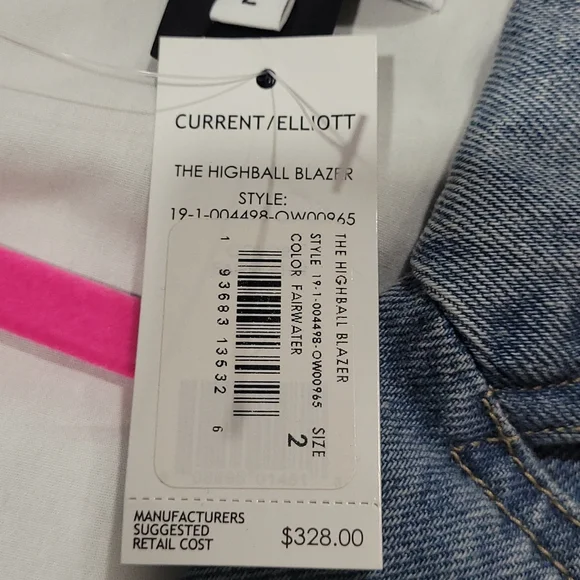 2
CURRENT/ELLIOTT
THE HIGHBALL BLAZER
STYLE:
19-1-004498-OW00965
THE HIGHBALL BLAZER
STYLE 19-1-004498-OW00965 SIZE
COLOR FAIRWATER 2
1 93683 13532 6
MANUFACTURERS
SUGGESTED
RETAIL COST
$328.00